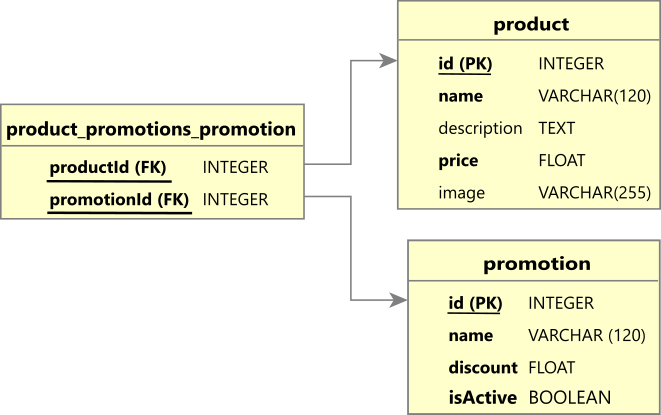 product
id (PK) INTEGER
name VARCHAR(120)
description TEXT
price FLOAT
image VARCHAR(255)
product_promotions_promotion
productId (FK) INTEGER
promotionId (FK) INTEGER
promotion
id (PK) INTEGER
name VARCHAR (120)
discount FLOAT
isActive BOOLEAN